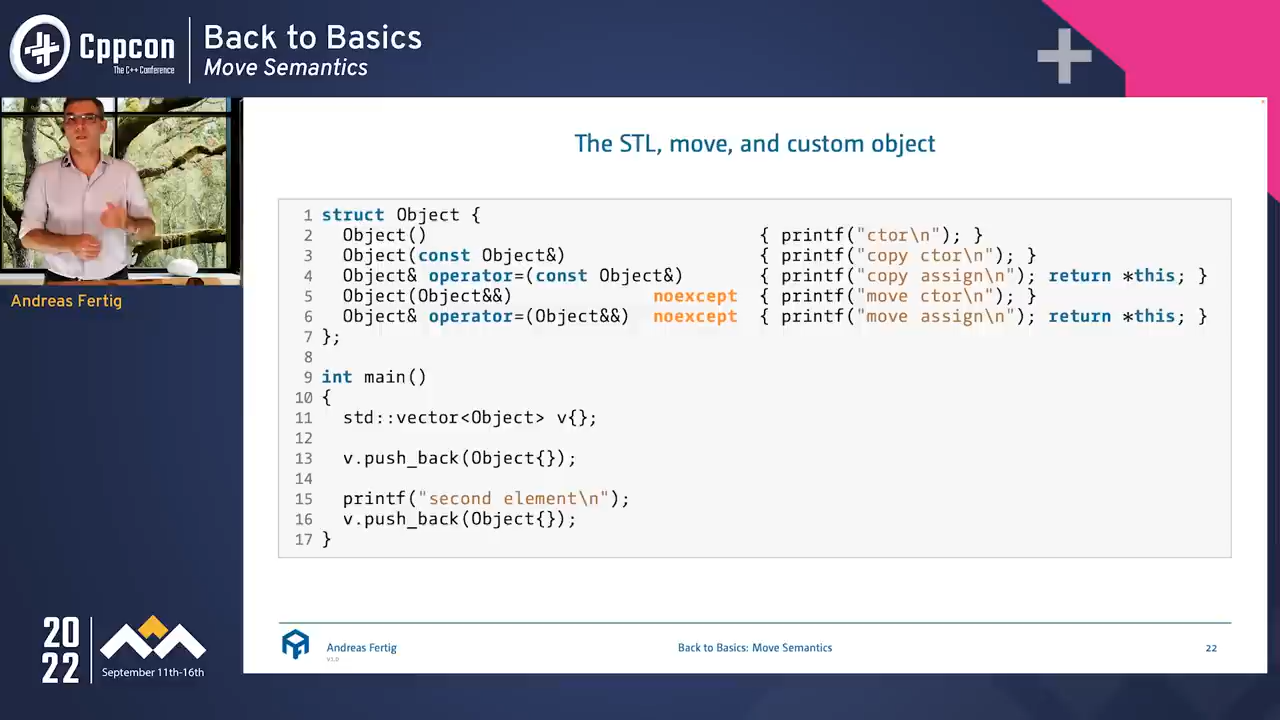 Cppcon
The C++ Conference
Back to Basics
Move Semantics
Andreas Fertig
20
22
September 11th-16th
The STL, move, and custom object
1 struct Object {
2   Object()                                { printf("ctor\n"); }
3   Object(const Object&)                   { printf("copy ctor\n"); }
4   Object& operator=(const Object&)        { printf("copy assign\n"); return *this; }
5   Object(Object&&)              noexcept  { printf("move ctor\n"); }
6   Object& operator=(Object&&)   noexcept  { printf("move assign\n"); return *this; }
7 };
8
9 int main()
10 {
11   std::vector<Object> v{};
12
13   v.push_back(Object{});
14
15   printf("second element\n");
16   v.push_back(Object{});
17 }
Andreas Fertig
V1.0
Back to Basics: Move Semantics
22